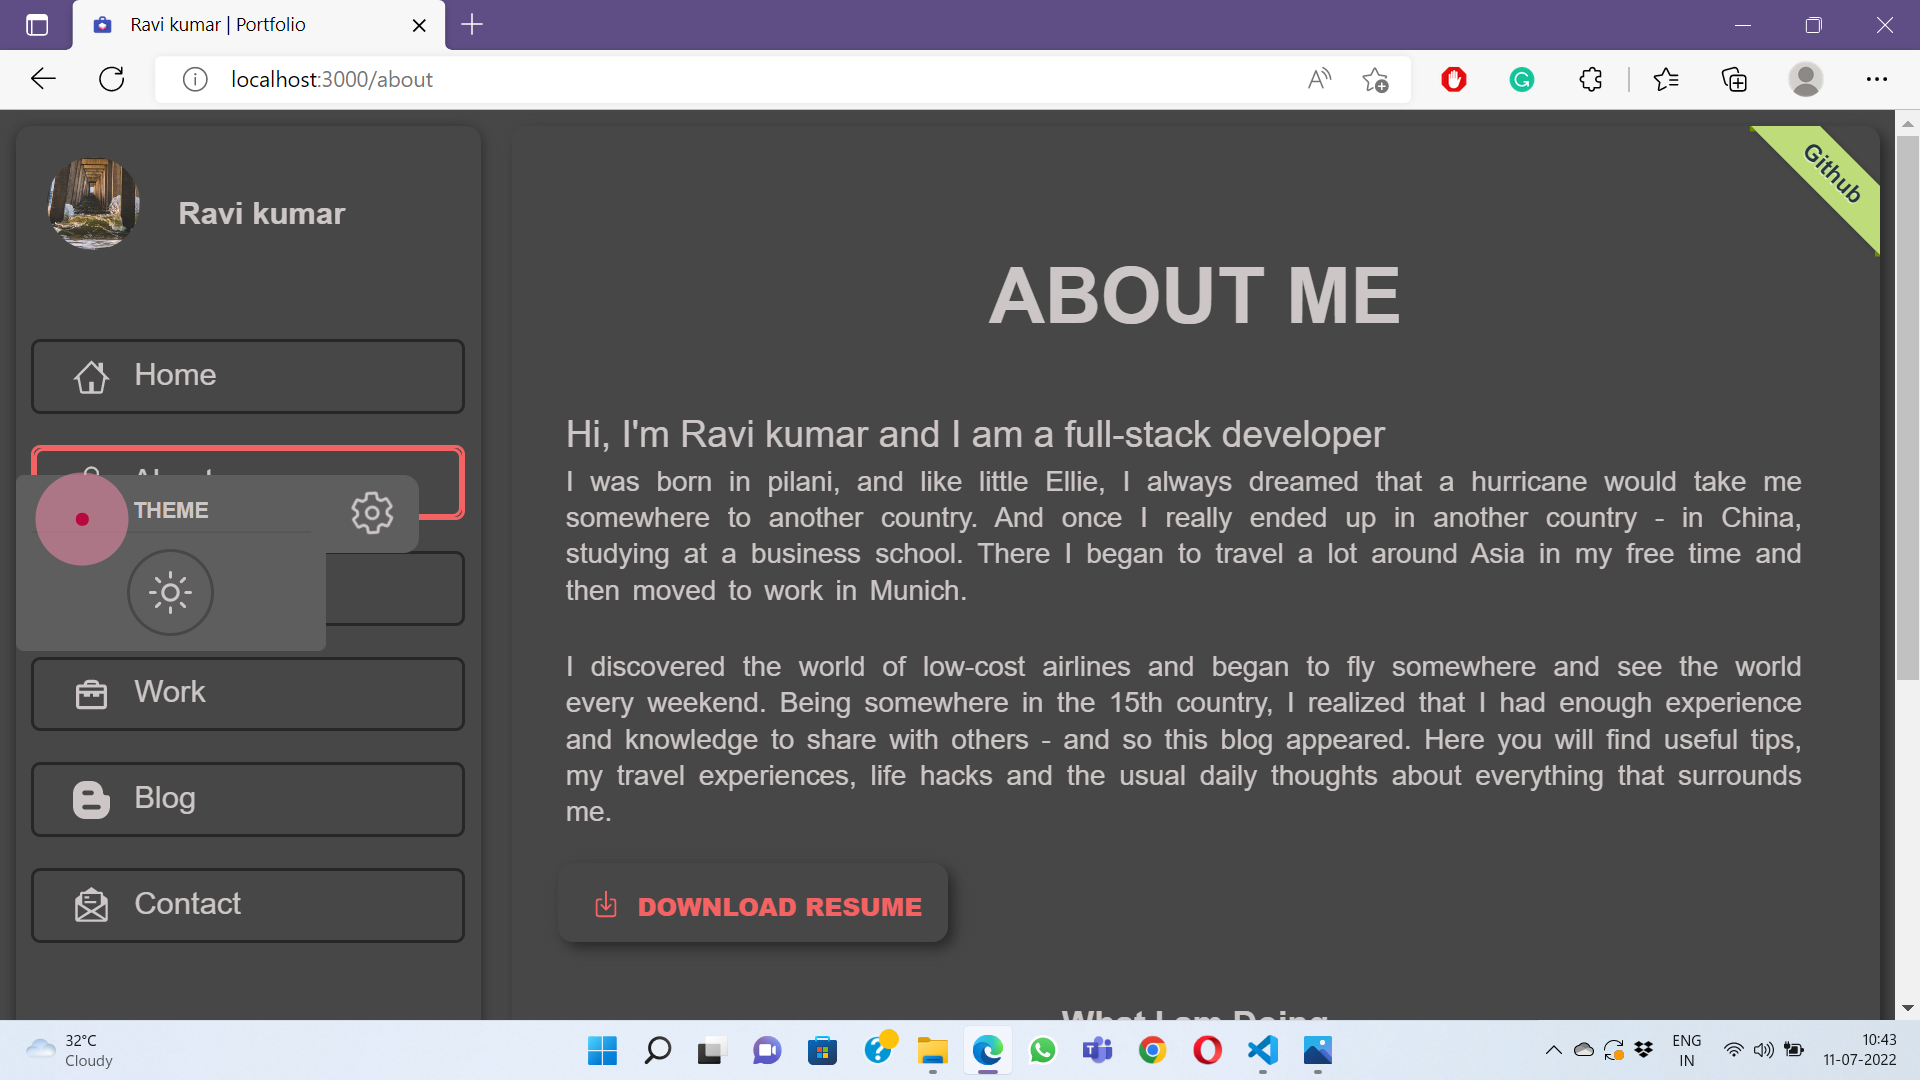 Ravi kumar | Portfolio
localhost:3000/about
Ravi kumar
Home
About
THEME
Work
Blog
Contact
Github
ABOUT ME
Hi, I'm Ravi kumar and I am a full-stack developer
I was born in pilani, and like little Ellie, I always dreamed that a hurricane would take me
somewhere to another country. And once I really ended up in another country - in China,
studying at a business school. There I began to travel a lot around Asia in my free time and
then moved to work in Munich.
I discovered the world of low-cost airlines and began to fly somewhere and see the world
every weekend. Being somewhere in the 15th country, I realized that I had enough experience
and knowledge to share with others - and so this blog appeared. Here you will find useful tips,
my travel experiences, life hacks and the usual daily thoughts about everything that surrounds
me.
DOWNLOAD RESUME
What I am Doing
32°C
Cloudy
ENG
IN
10:43
11-07-2022